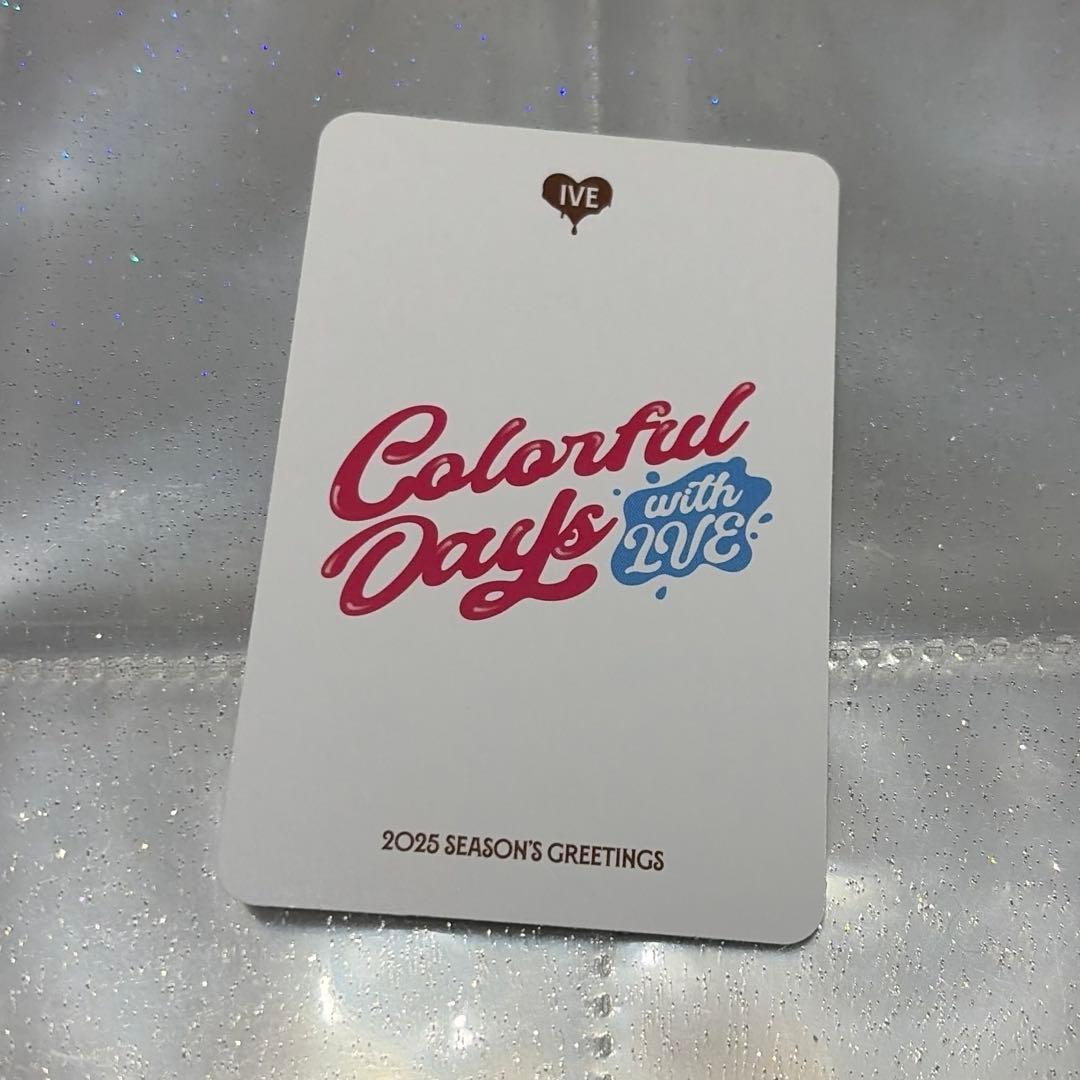 IVE
Colorful
Days with
IVE
2025 SEASON'S GREETINGS